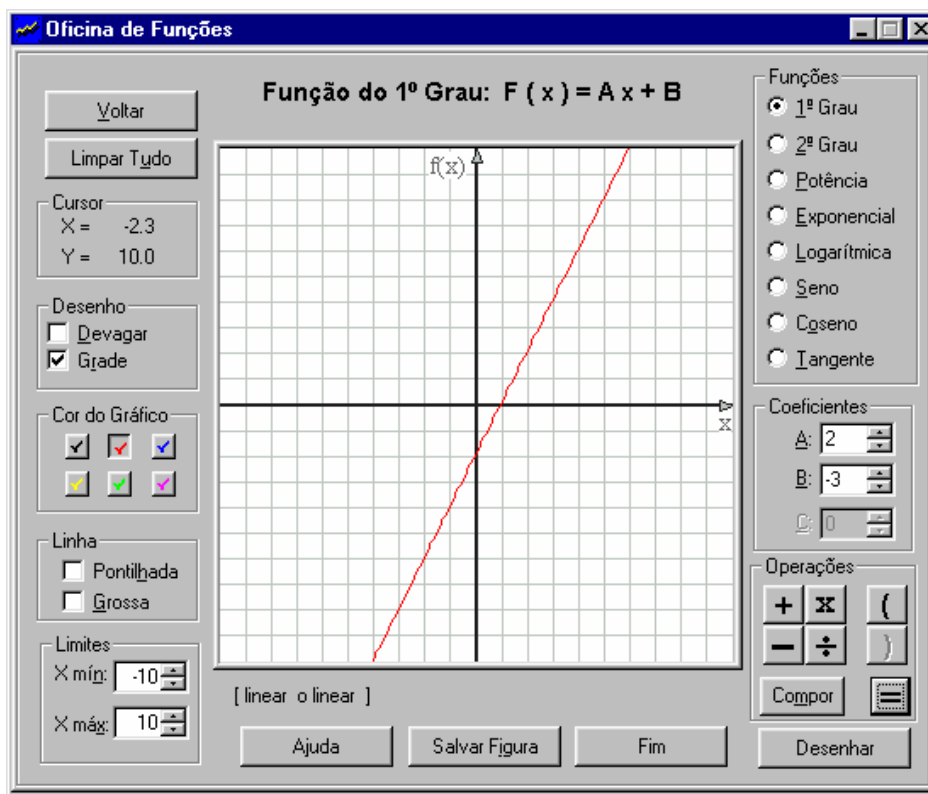 Oficina de Funções
Voltar
Limpar Tudo
Cursor
X = -2.3
Y = 10.0
Desenho
Devagar
Grade
Cor do Gráfico
Linha
Pontilhada
Grossa
Limites
X mín: -10
X máx: 10
Função do 1º Grau: F ( x ) = A x + B
f(x)
x
[ linear o linear ]
Ajuda
Salvar Figura
Fim
Funções
1º Grau
2º Grau
Potência
Exponencial
Logarítmica
Seno
Coseno
Tangente
Coeficientes
A: 2
B: -3
C: 0
Operações
+ x (
− ÷ )
Compor =
Desenhar